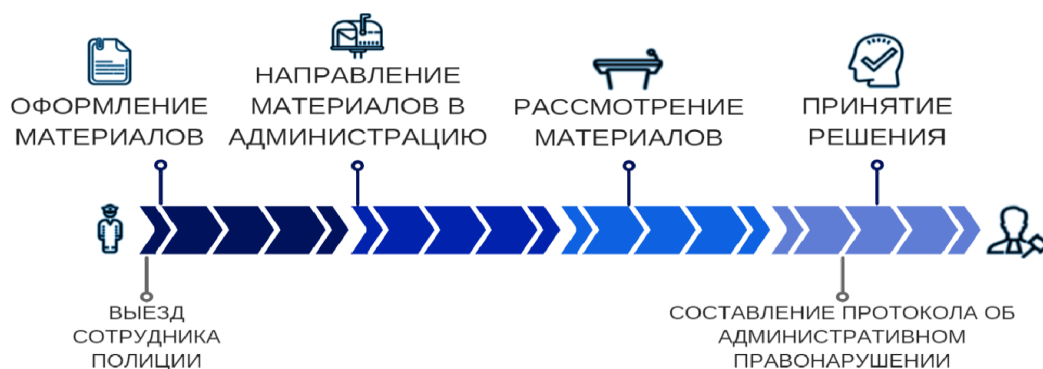 ОФОРМЛЕНИЕ
МАТЕРИАЛОВ
НАПРАВЛЕНИЕ
МАТЕРИАЛОВ В
АДМИНИСТРАЦИЮ
РАССМОТРЕНИЕ
МАТЕРИАЛОВ
ПРИНЯТИЕ
РЕШЕНИЯ
ВЫЕЗД
СОТРУДНИКА
ПОЛИЦИИ
СОСТАВЛЕНИЕ ПРОТОКОЛА ОБ
АДМИНИСТРАТИВНОМ
ПРАВОНАРУШЕНИИ